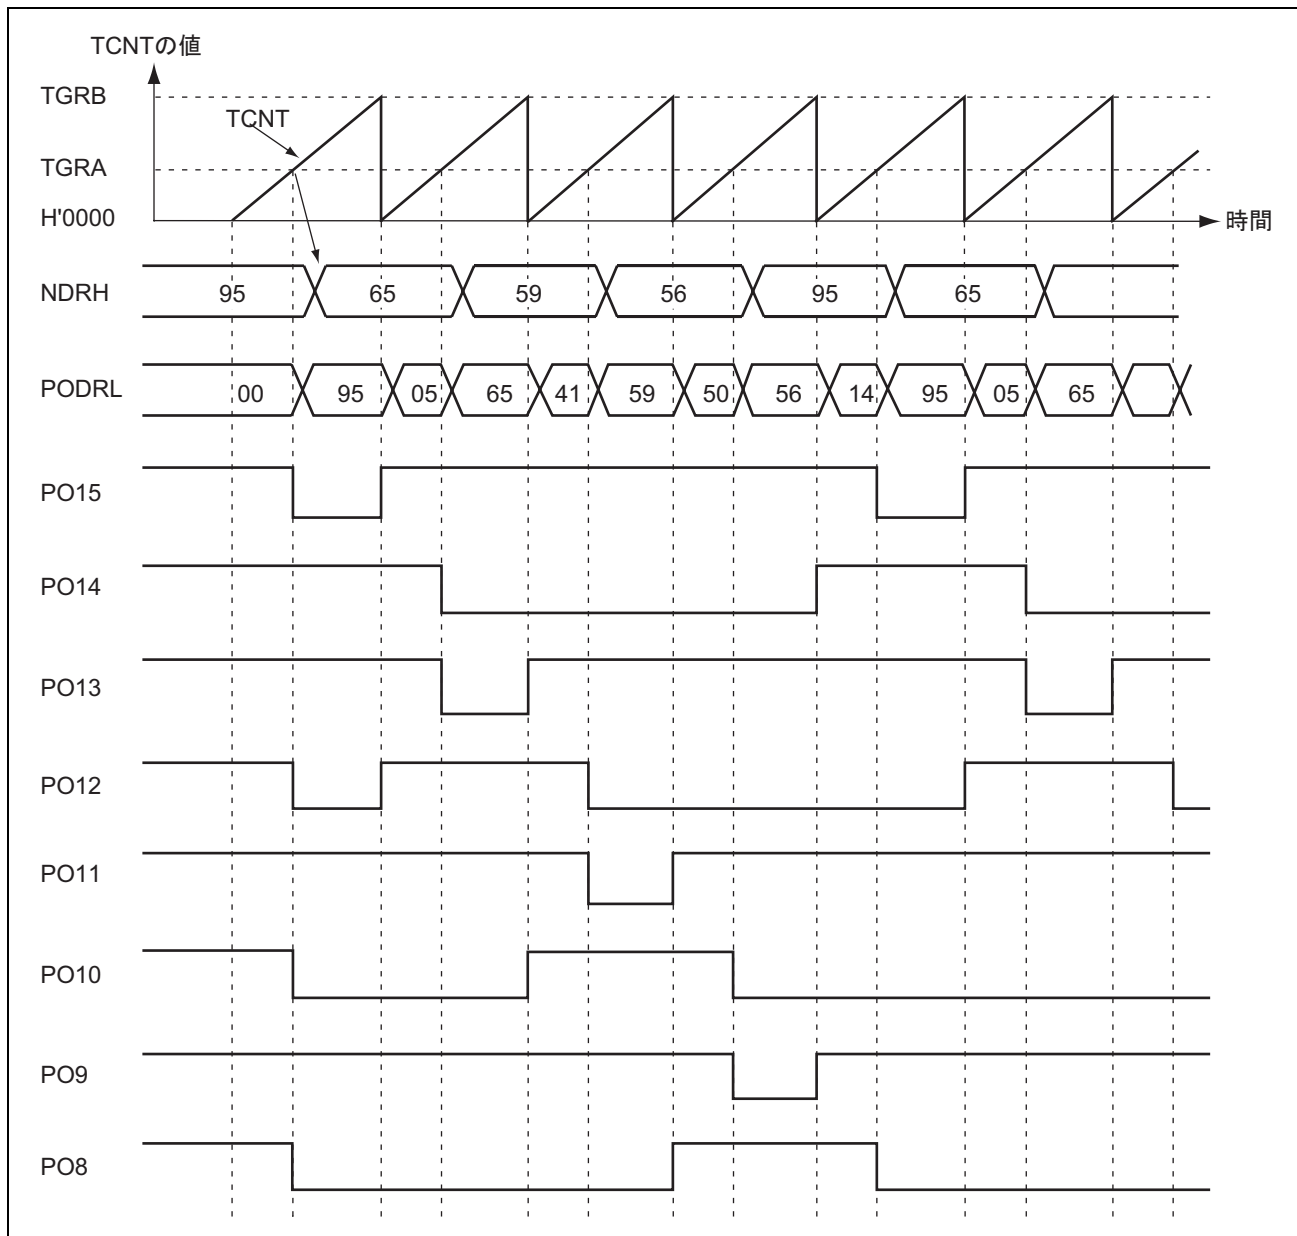 TCNTの値
TGRB
TCNT
TGRA
H'0000
時間
NDRH 95 65 59 56 95 65
PODRL 00 95 05 65 41 59 50 56 14 95 05 65
PO15
PO14
PO13
PO12
PO11
PO10
PO9
PO8